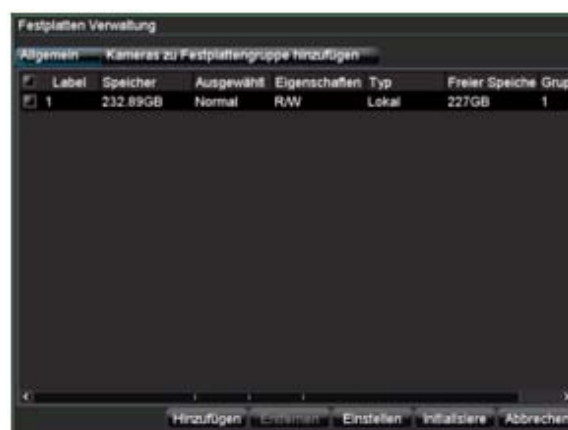 Festplatten Verwaltung
Allgemein Kameras zu Festplattengruppe hinzufügen
Label Speicher Ausgewählt Eigenschaften Typ Freier Speiche Grup
1 232.89GB Normal R/W Lokal 227GB 1
Hinzufügen Entfernen Einstellen Initialisiere Abbrechen